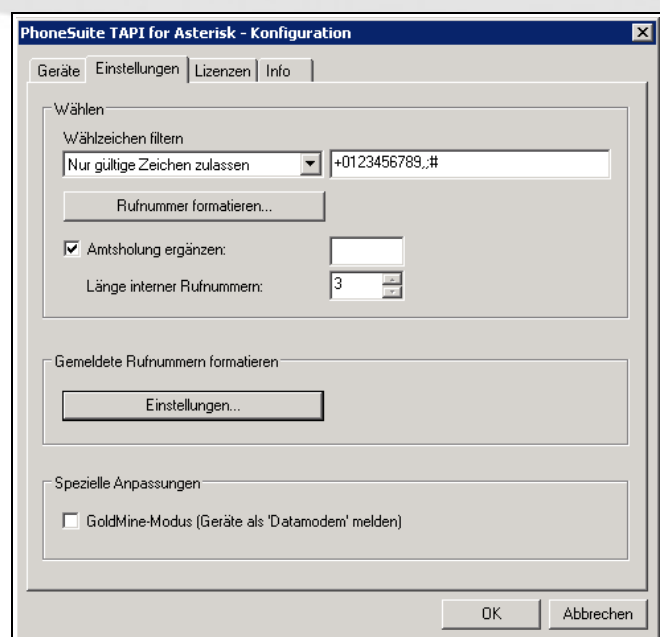 PhoneSuite TAPI for Asterisk - Konfiguration
Geräte Einstellungen Lizenzen Info
Wählen
Wählzeichen filtern
Nur gültige Zeichen zulassen +0123456789,;#
Rufnummer formatieren...
Amtsholung ergänzen:
Länge interner Rufnummern: 3
Gemeldete Rufnummern formatieren
Einstellungen...
Spezielle Anpassungen
GoldMine-Modus (Geräte als 'Datamodem' melden)
OK Abbrechen